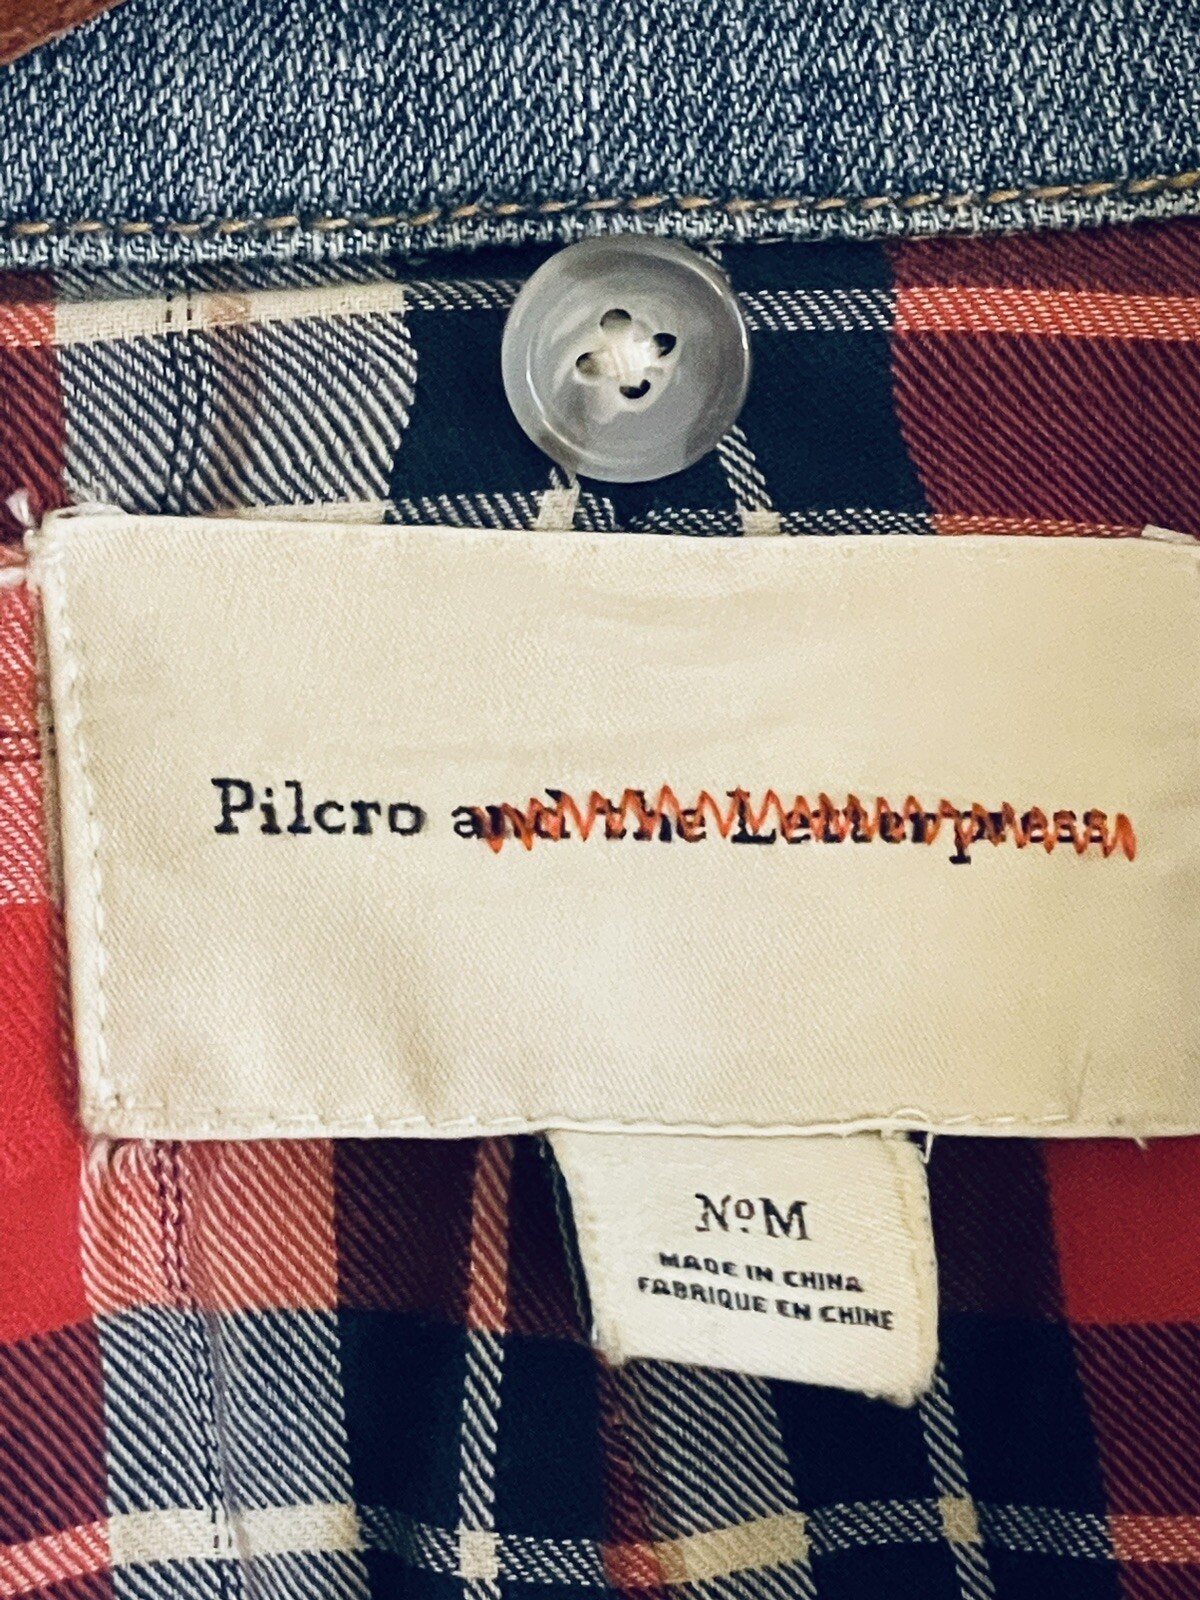 Pilcro and the Letterpress
NºM
MADE IN CHINA
FABRIQUE EN CHINE